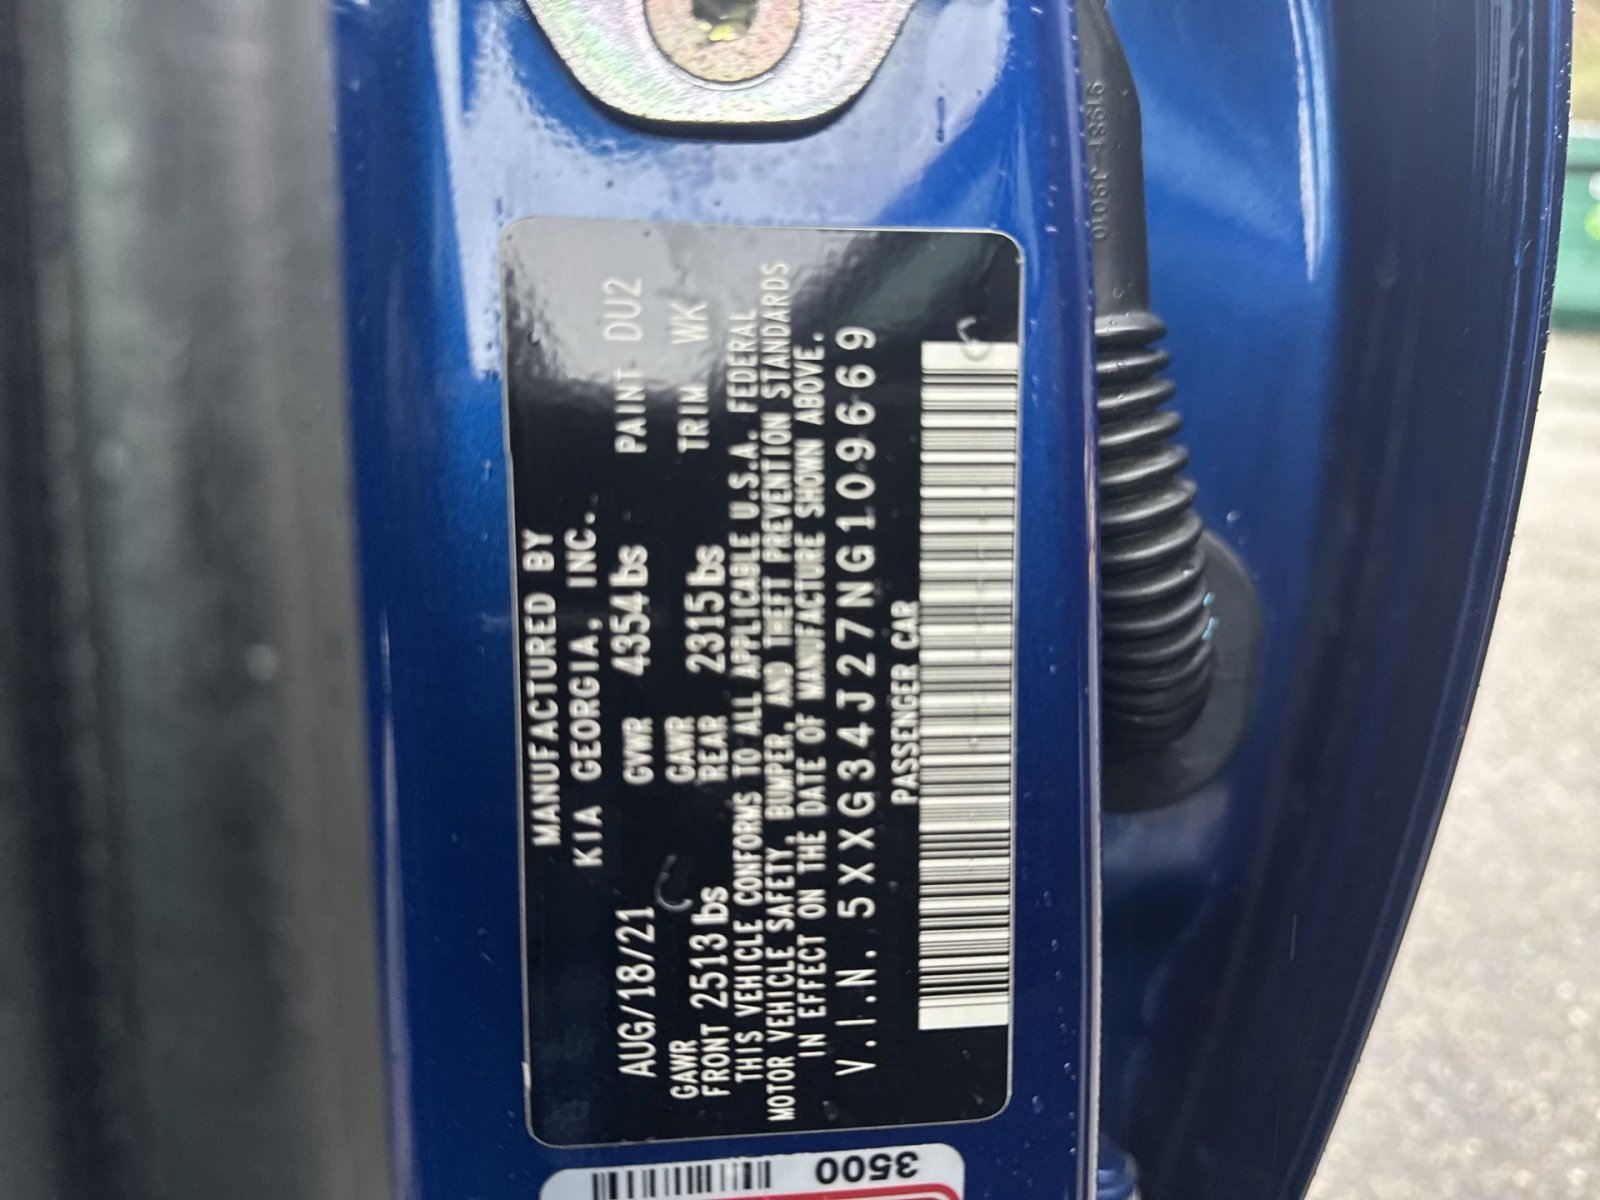 MANUFACTURED BY
KIA GEORGIA, INC.
AUG/18/21 GVWR 4354lbs PAINT DU2
GAWR FRONT 2513lbs GAWR REAR 2315lbs TRIM WK
THIS VEHICLE CONFORMS TO ALL APPLICABLE U.S.A. FEDERAL
MOTOR VEHICLE SAFETY, BUMPER, AND THEFT PREVENTION STANDARDS
IN EFFECT ON THE DATE OF MANUFACTURE SHOWN ABOVE.
V.I.N. 5XXG34J27NG109669
PASSENGER CAR
3500